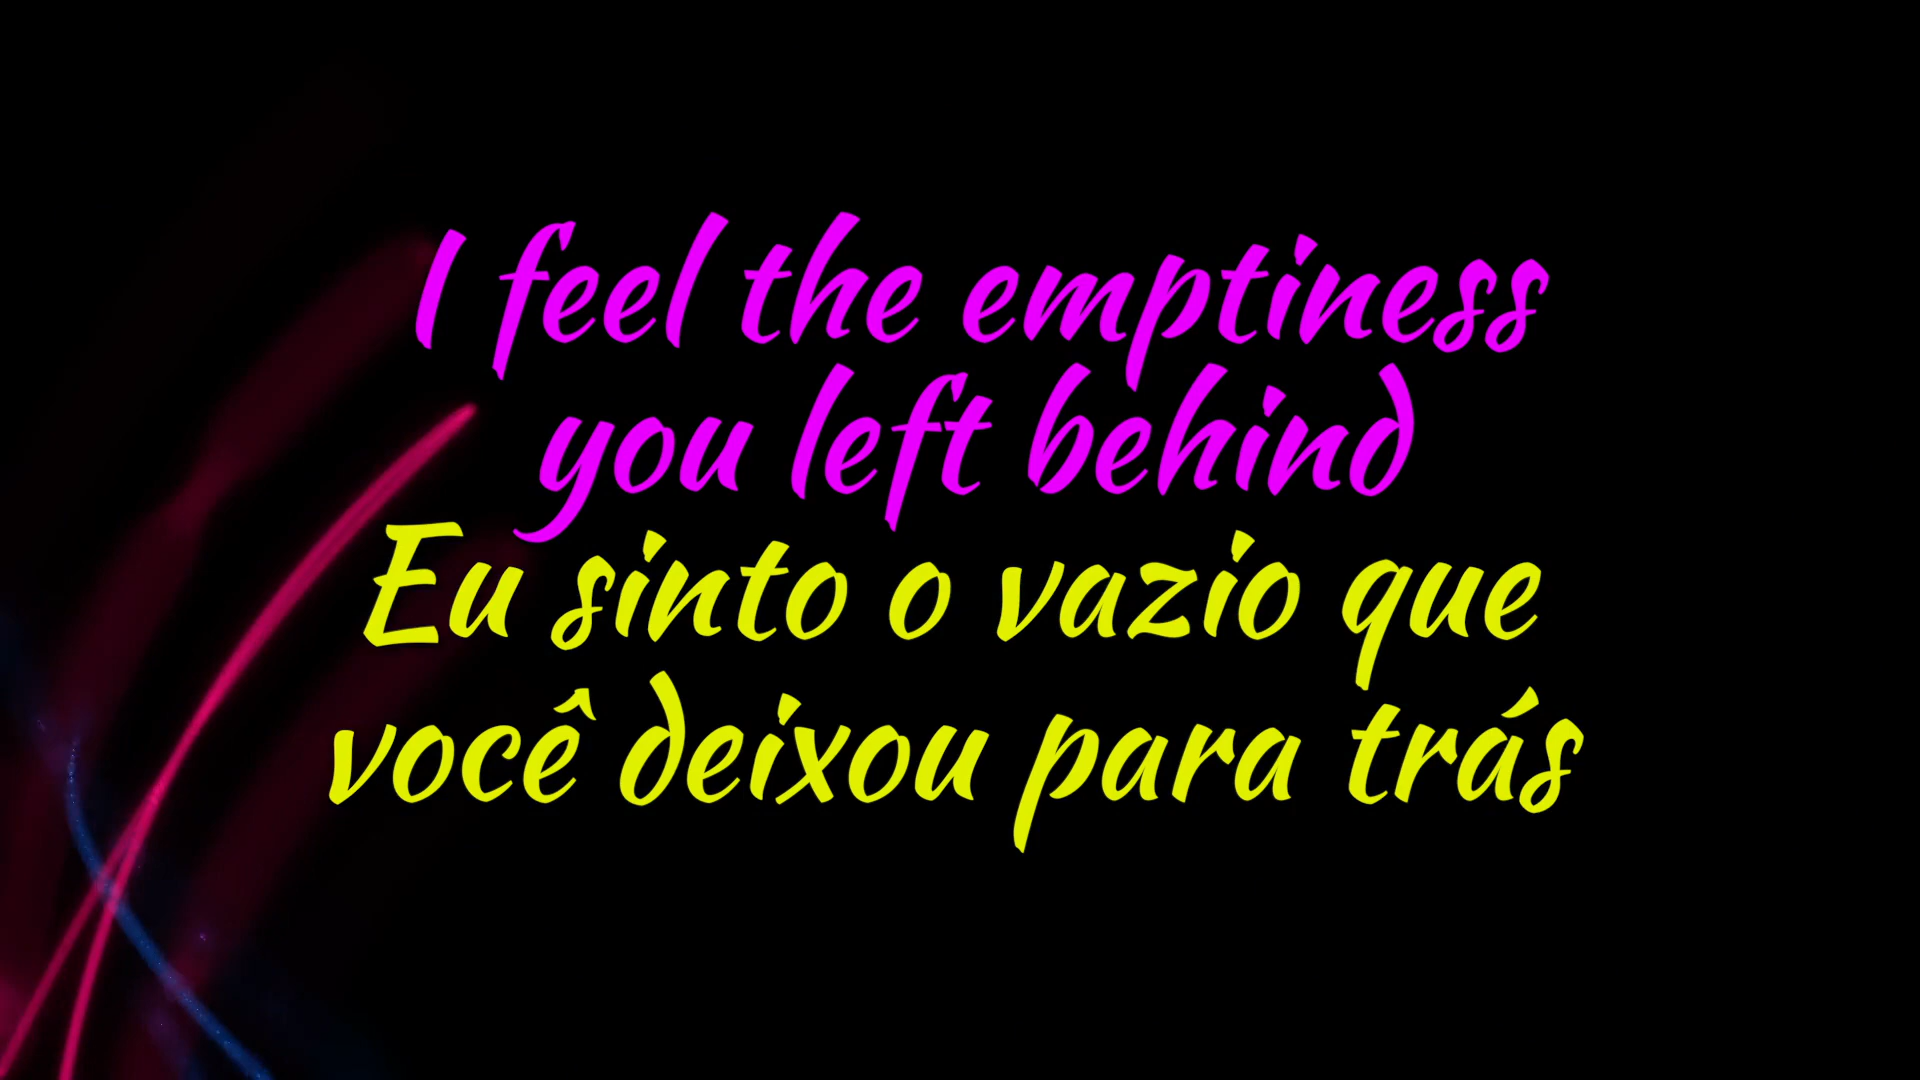 I feel the emptiness
you left behind
Eu sinto o vazio que
você deixou para trás